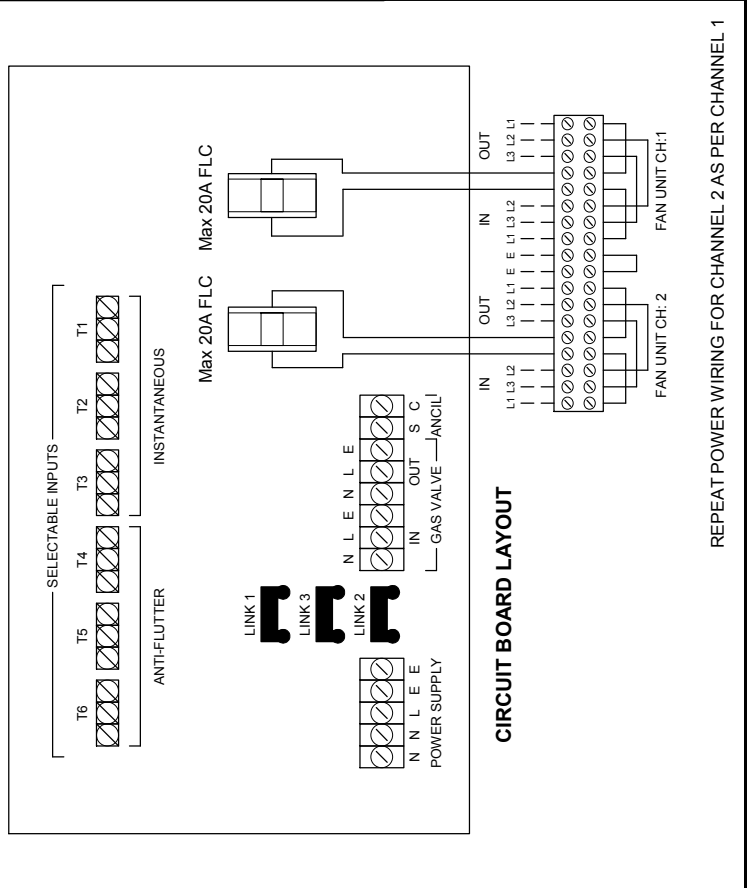 SELECTABLE INPUTS
T6 T5 T4 T3 T2 T1
ANTI-FLUTTER INSTANTANEOUS
Max 20A FLC Max 20A FLC
LINK 1
LINK 3
LINK 2
N L E N L E
N N L E E IN OUT S C
POWER SUPPLY GAS VALVE ANCIL
IN OUT IN OUT
CIRCUIT BOARD LAYOUT
L1 L3 L2 L3 L2 L1 E E L1 L3 L2 L3 L2 L1
FAN UNIT CH: 2 FAN UNIT CH:1
REPEAT POWER WIRING FOR CHANNEL 2 AS PER CHANNEL 1